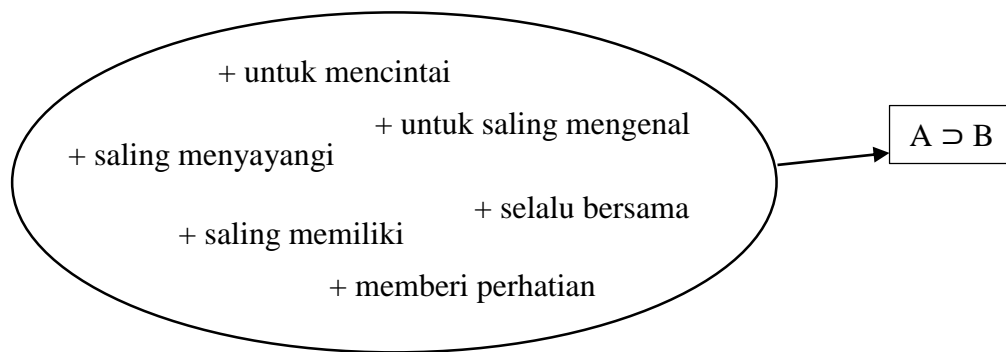 + untuk mencintai
+ untuk saling mengenal
+ saling menyayangi
A ⊃ B
+ selalu bersama
+ saling memiliki
+ memberi perhatian